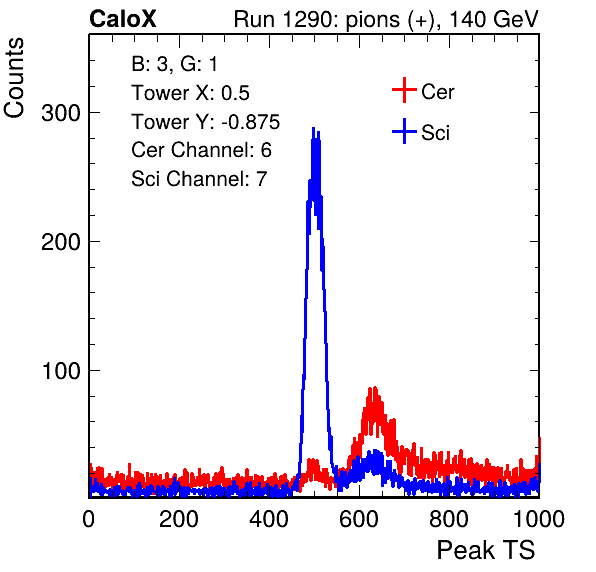 CaloX Run 1290: pions (+), 140 GeV
B: 3, G: 1
Tower X: 0.5
Tower Y: -0.875
Cer Channel: 6
Sci Channel: 7
Cer
Sci
Counts
300
200
100
0 200 400 600 800 1000
Peak TS